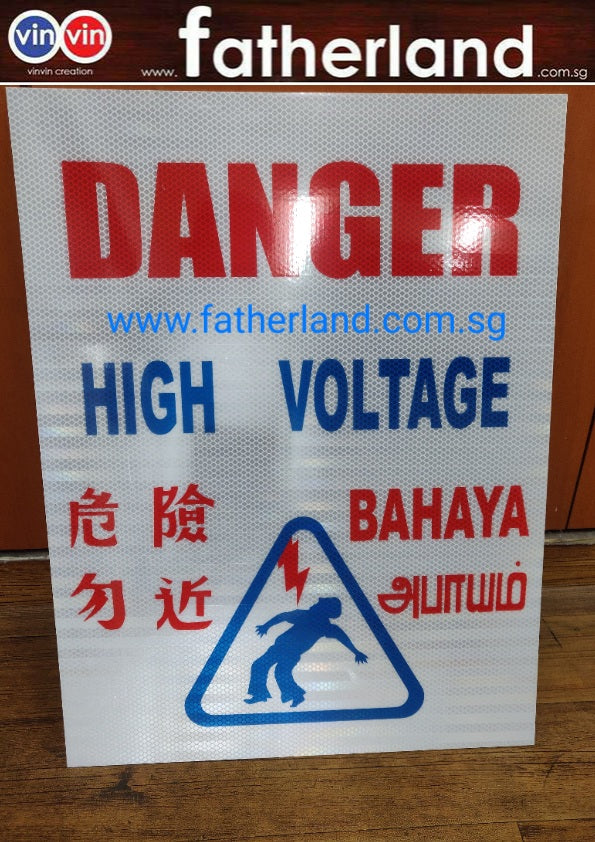 vin vin
vinvin creation
www.fatherland.com.sg
DANGER
www.fatherland.com.sg
HIGH VOLTAGE
危險 BAHAYA
勿近 அபாயம்